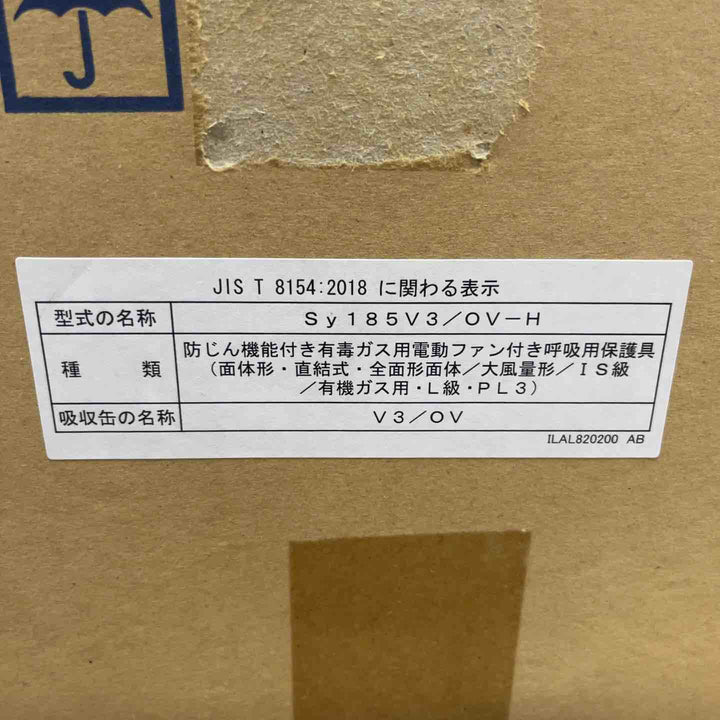 JIS T 8154:2018 に関わる表示
型式の名称 Ｓｙ１８５Ｖ３／ＯＶ－Ｈ
種類 防じん機能付き有毒ガス用電動ファン付き呼吸用保護具
（面体形・直結式・全面形面体／大風量形／ＩＳ級
／有機ガス用・Ｌ級・ＰＬ３）
吸収缶の名称 Ｖ３／ＯＶ
ILAL820200 AB